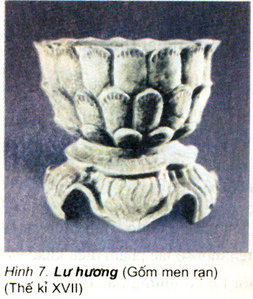 Hình 7. Lư hương (Gốm men rạn)
(Thế kỉ XVII)